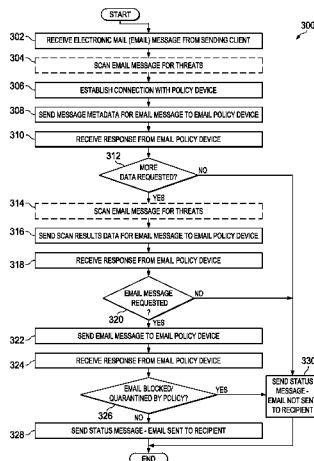 START
300
302
RECEIVE ELECTRONIC MAIL (EMAIL) MESSAGE FROM SENDING CLIENT
304
SCAN EMAIL MESSAGE FOR THREATS
306
ESTABLISH CONNECTION WITH POLICY DEVICE
308
SEND MESSAGE METADATA FOR EMAIL MESSAGE TO EMAIL POLICY DEVICE
310
RECEIVE RESPONSE FROM EMAIL POLICY DEVICE
312
MORE
DATA REQUESTED?
NO
YES
314
SCAN EMAIL MESSAGE FOR THREATS
316
SEND SCAN RESULTS DATA FOR EMAIL MESSAGE TO EMAIL POLICY DEVICE
318
RECEIVE RESPONSE FROM EMAIL POLICY DEVICE
EMAIL MESSAGE
REQUESTED
?
NO
320
YES
322
SEND EMAIL MESSAGE TO EMAIL POLICY DEVICE
324
RECEIVE RESPONSE FROM EMAIL POLICY DEVICE
330
EMAIL BLOCKED/
QUARANTINED BY POLICY?
YES
SEND STATUS
MESSAGE -
EMAIL NOT SENT
TO RECIPIENT
326
NO
328
SEND STATUS MESSAGE - EMAIL SENT TO RECIPIENT
END